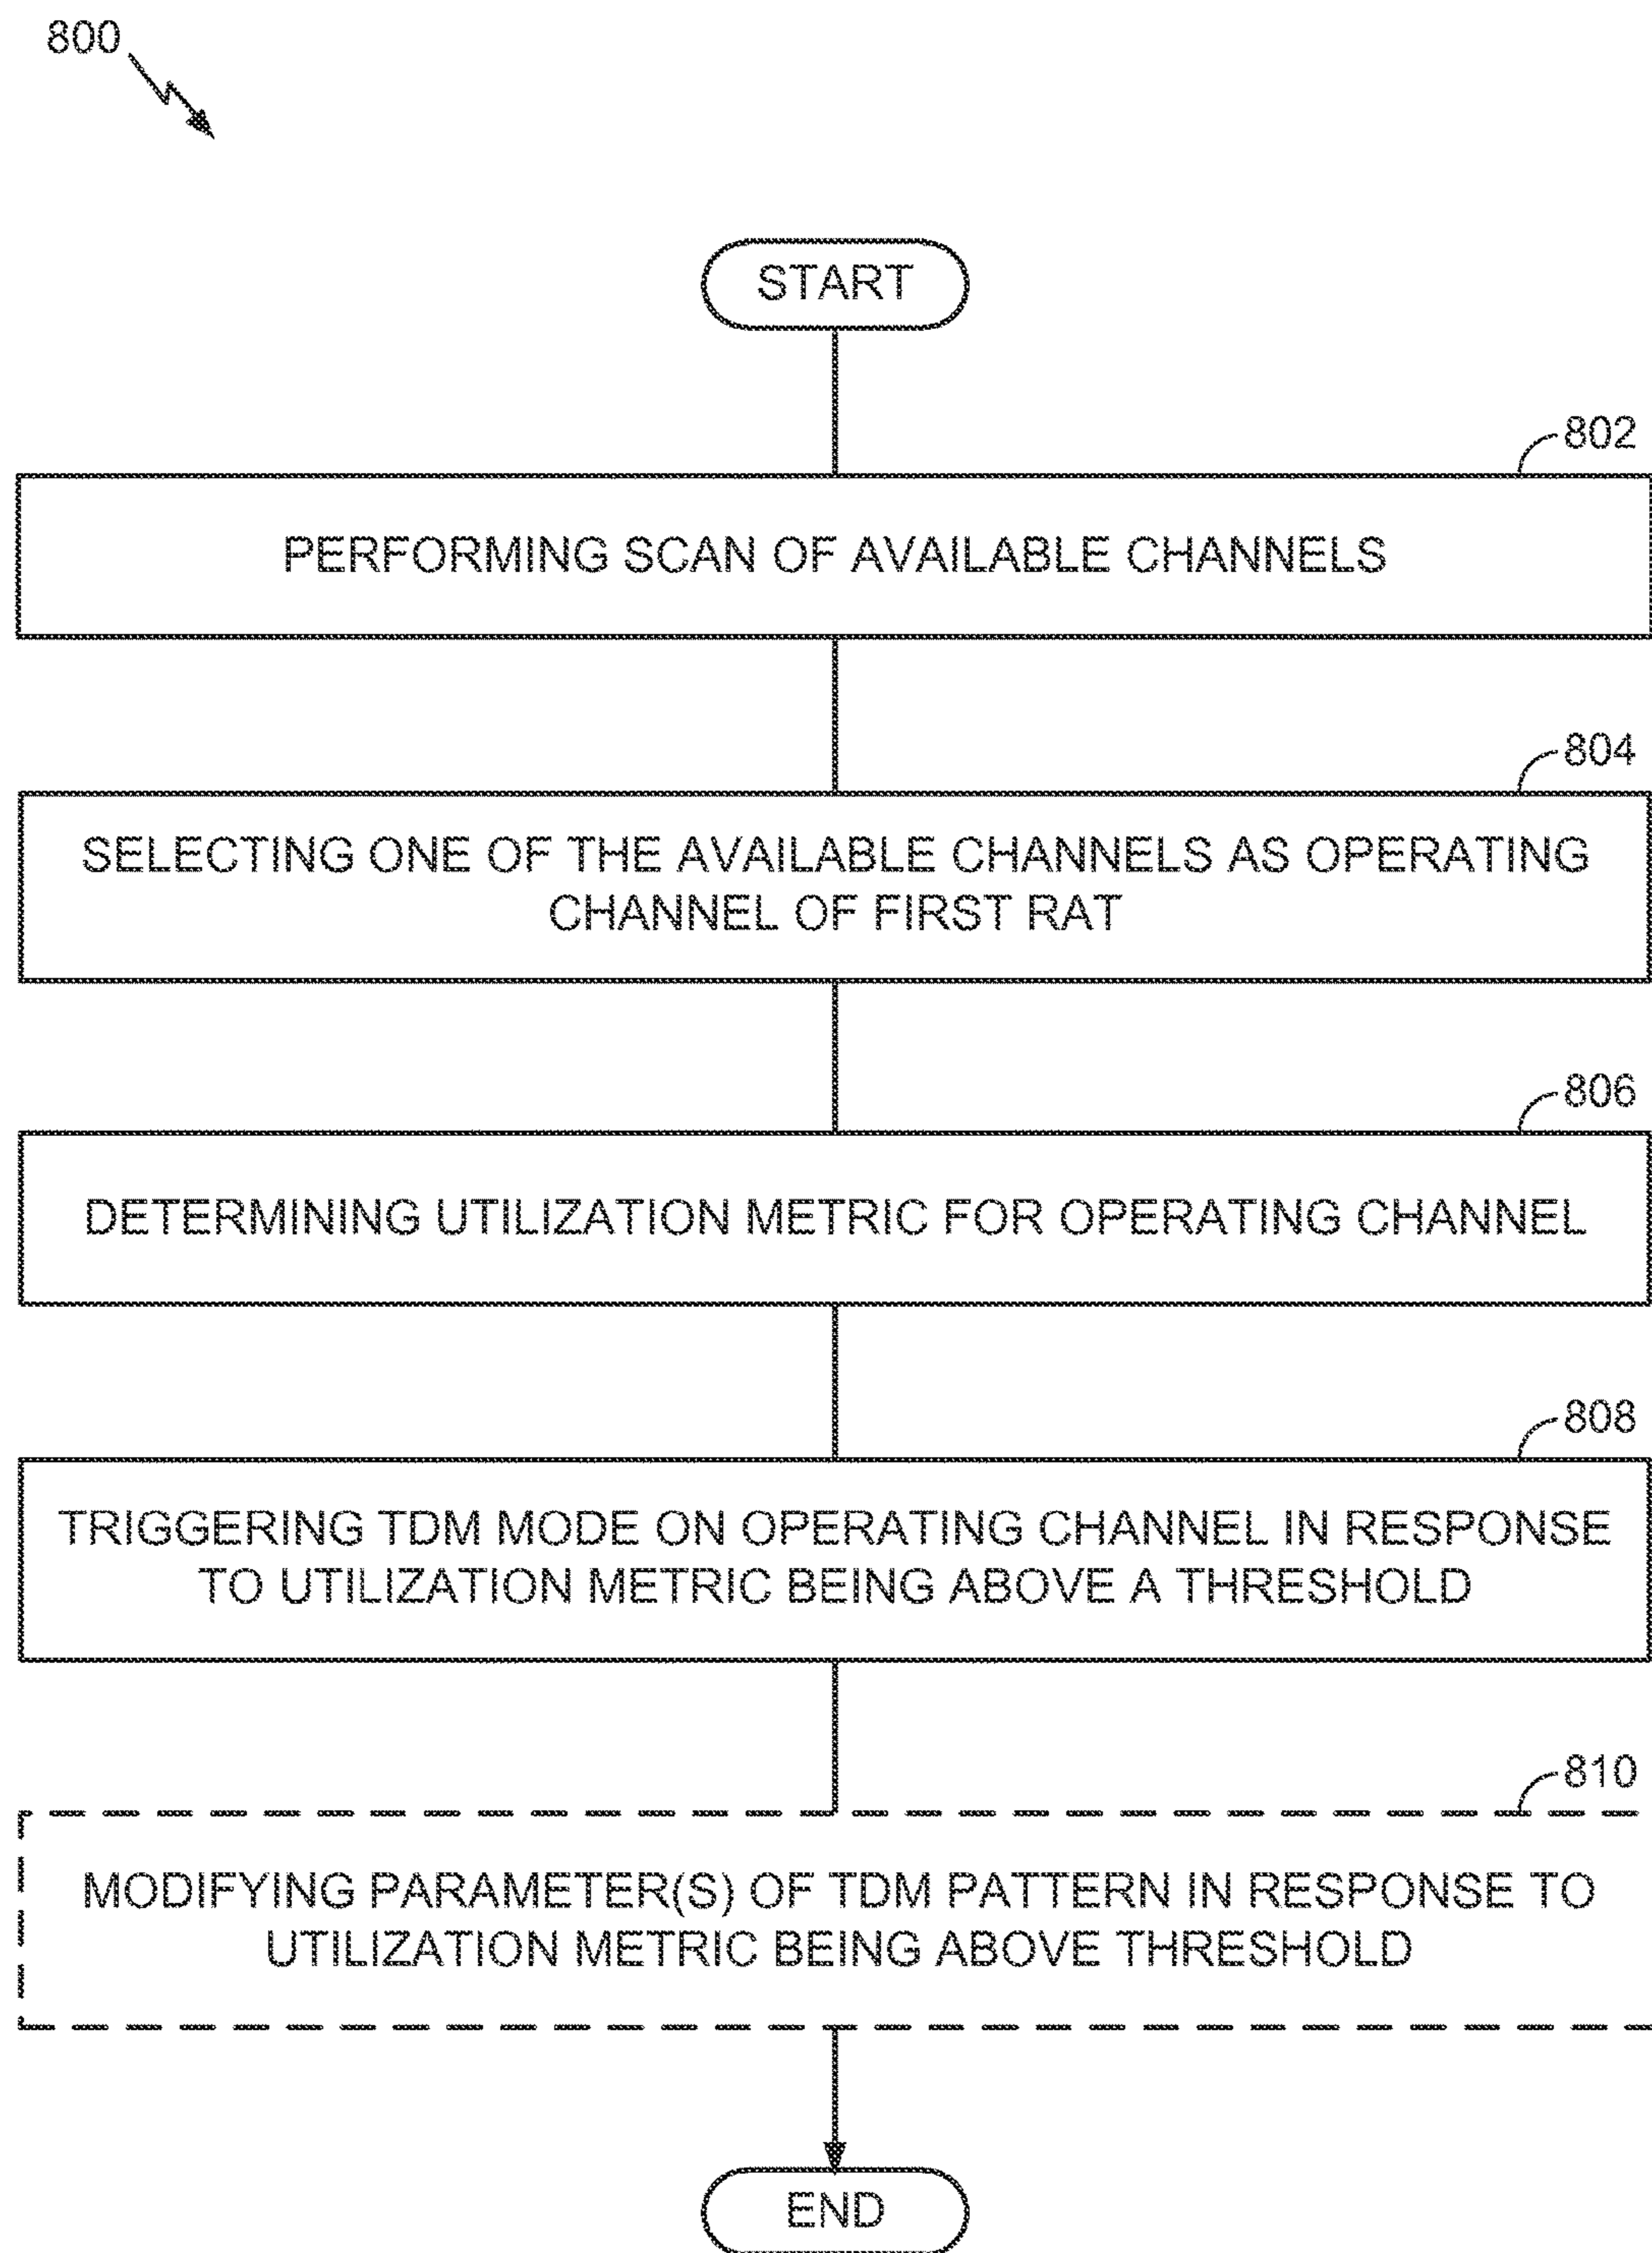 800
START
802
PERFORMING SCAN OF AVAILABLE CHANNELS
804
SELECTING ONE OF THE AVAILABLE CHANNELS AS OPERATING
CHANNEL OF FIRST RAT
806
DETERMINING UTILIZATION METRIC FOR OPERATING CHANNEL
808
TRIGGERING TDM MODE ON OPERATING CHANNEL IN RESPONSE
TO UTILIZATION METRIC BEING ABOVE A THRESHOLD
810
MODIFYING PARAMETER(S) OF TDM PATTERN IN RESPONSE TO
UTILIZATION METRIC BEING ABOVE THRESHOLD
END